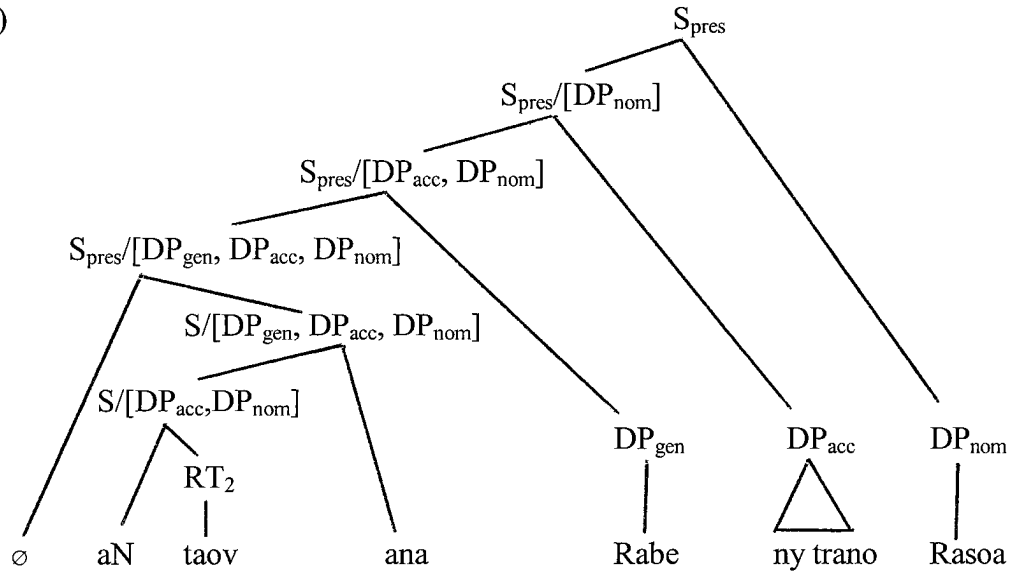 )
S_pres
S_pres/[DP_nom]
S_pres/[DP_acc, DP_nom]
S_pres/[DP_gen, DP_acc, DP_nom]
S/[DP_gen, DP_acc, DP_nom]
S/[DP_acc,DP_nom]
DP_gen DP_acc DP_nom
RT_2
∅ aN taov ana Rabe ny trano Rasoa